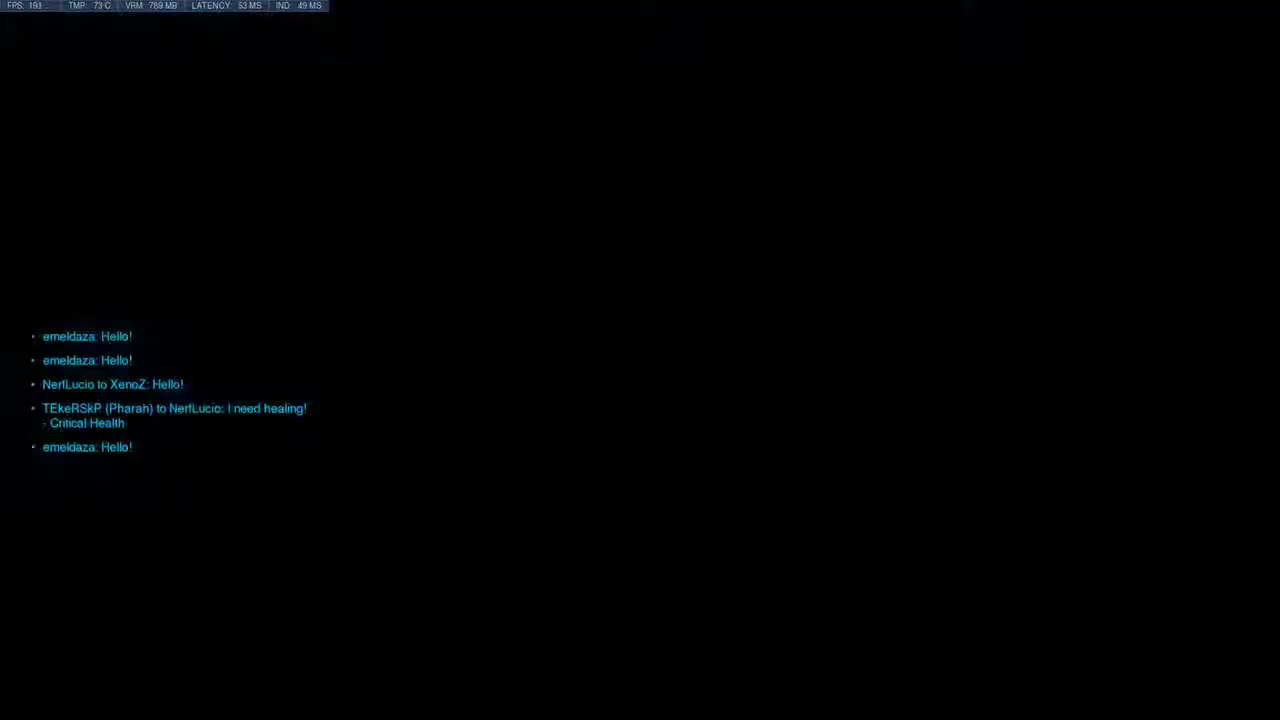 FPS: 191 TMP: 73 C VRM: 789 MB LATENCY: 53 MS IND: 49 MS
emeldaza: Hello!
emeldaza: Hello!
NerfLucio to XenoZ: Hello!
TEkeRSkP (Pharah) to NerfLucio: I need healing!
- Critical Health
emeldaza: Hello!